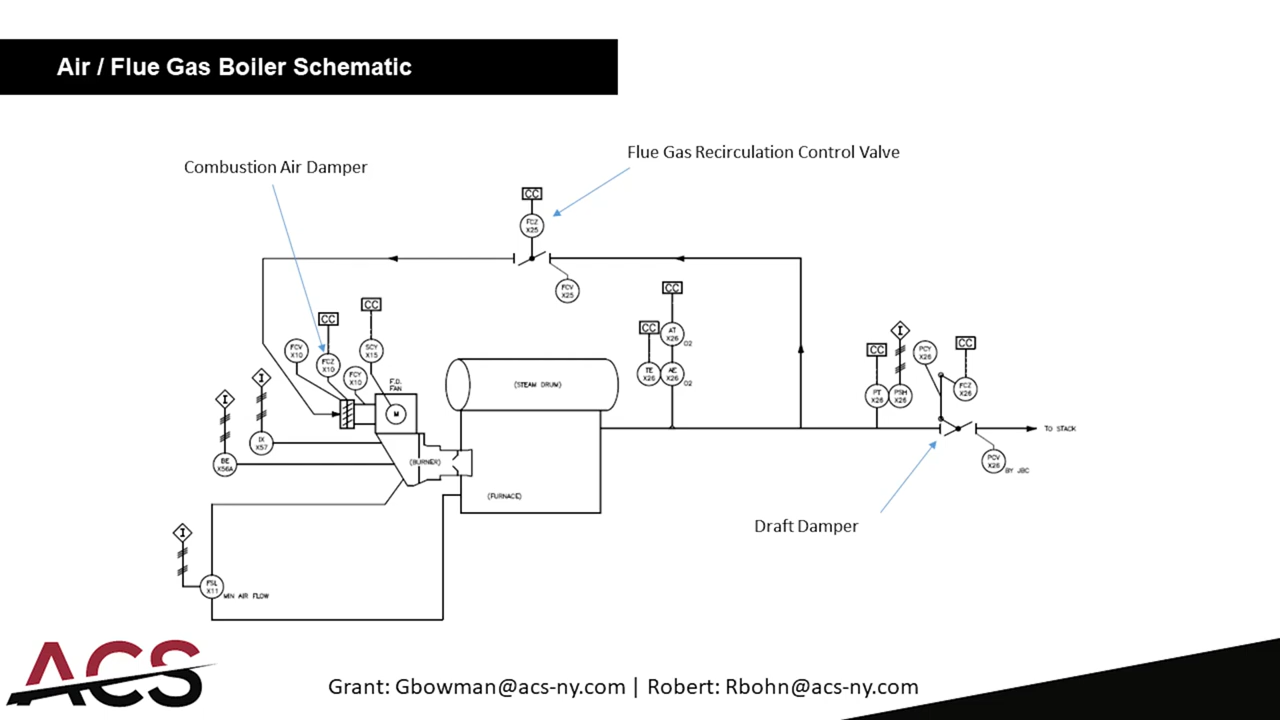 Air / Flue Gas Boiler Schematic
Combustion Air Damper
Flue Gas Recirculation Control Valve
CC
FCZ
X25
FCV
X25
CC
CC
CC
CC
FCV
X10
FCZ
X10
SCY
X15
FCY
X10
F.D.
FAN
M
AT
X26
O2
TE
X26
AE
X26
O2
I
PCY
X26
CC
CC
PT
X26
PSH
X26
FCZ
X26
I
I
(STEAM DRUM)
TO STACK
IX
X57
BE
X56A
(BURNER)
(FURNACE)
PCV
X26
BY JBC
Draft Damper
I
FSL
X11
MIN AIR FLOW
ACS
Grant: Gbowman@acs-ny.com | Robert: Rbohn@acs-ny.com